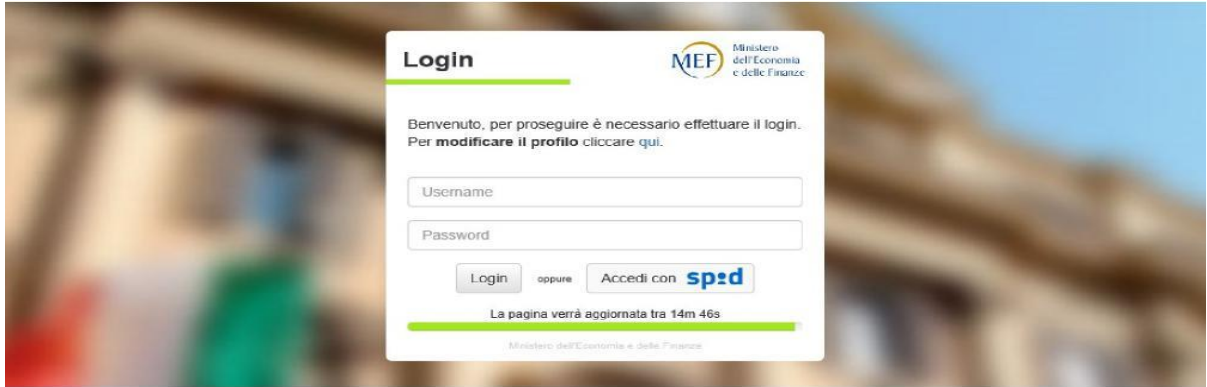 Login
MEF
Ministero
dell'Economia
e delle Finanze
Benvenuto, per proseguire è necessario effettuare il login.
Per modificare il profilo cliccare qui.
Username
Password
Login oppure Accedi con spid
La pagina verrà aggiornata tra 14m 46s
Ministero dell'Economia e delle Finanze